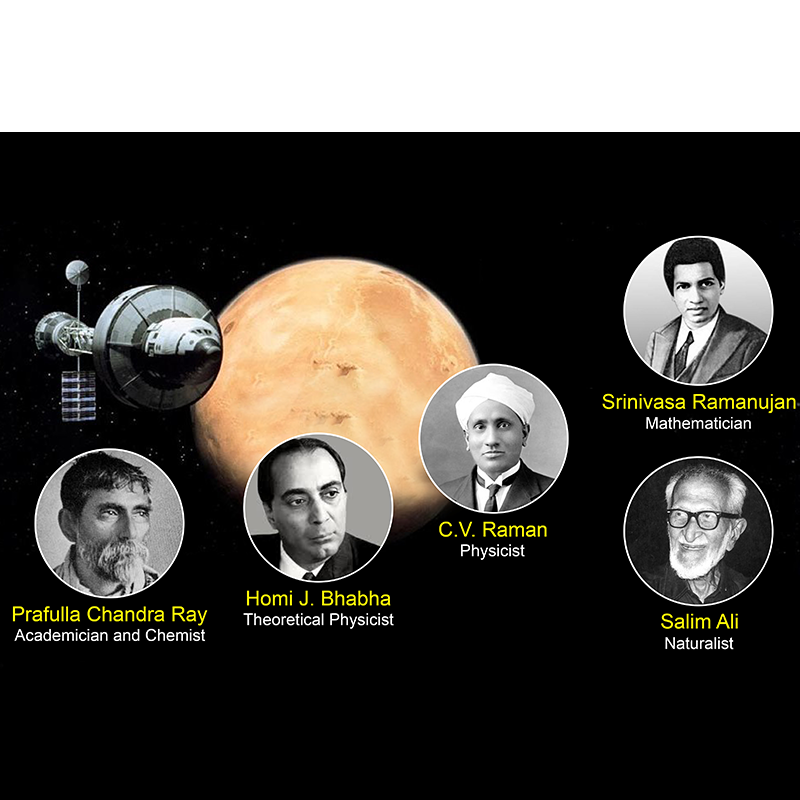 Srinivasa Ramanujan
Mathematician
C.V. Raman
Physicist
Homi J. Bhabha
Theoretical Physicist
Prafulla Chandra Ray
Academician and Chemist
Salim Ali
Naturalist